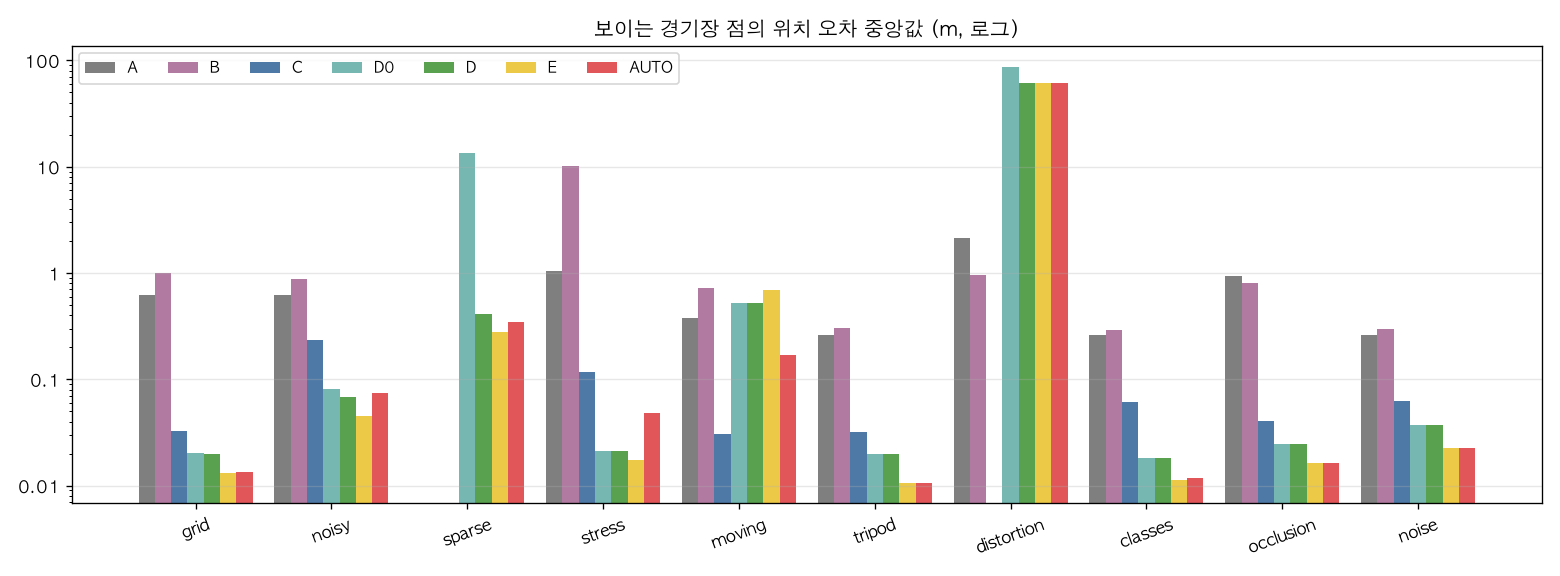 보이는 경기장 점의 위치 오차 중앙값 (m, 로그)
A B C D0 D E AUTO
100
10
1
0.1
0.01
grid noisy sparse stress moving tripod distortion classes occlusion noise